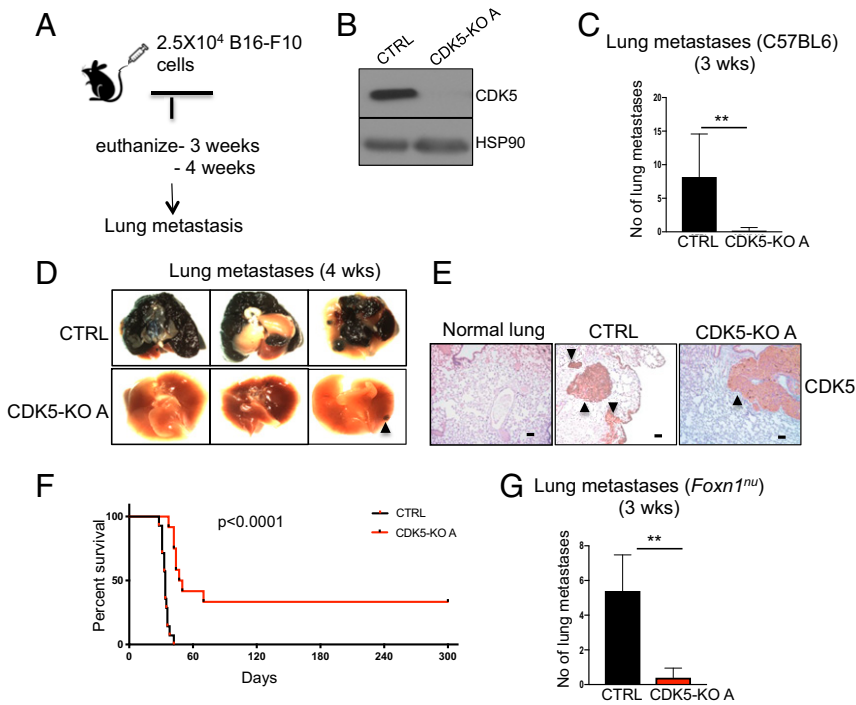 A
2.5X10⁴ B16-F10
cells
euthanize- 3 weeks
- 4 weeks
Lung metastasis
B
CTRL
CDK5-KO A
CDK5
HSP90
C
Lung metastases (C57BL6)
(3 wks)
No of lung metastases
20
15
10
5
0
**
CTRL
CDK5-KO A
D
Lung metastases (4 wks)
CTRL
CDK5-KO A
E
Normal lung
CTRL
CDK5-KO A
CDK5
F
Percent survival
100
50
0
p<0.0001
CTRL
CDK5-KO A
0
60
120
180
240
300
Days
G
Lung metastases (Foxn1ⁿᵘ)
(3 wks)
No of lung metastases
8
6
4
2
0
**
CTRL
CDK5-KO A